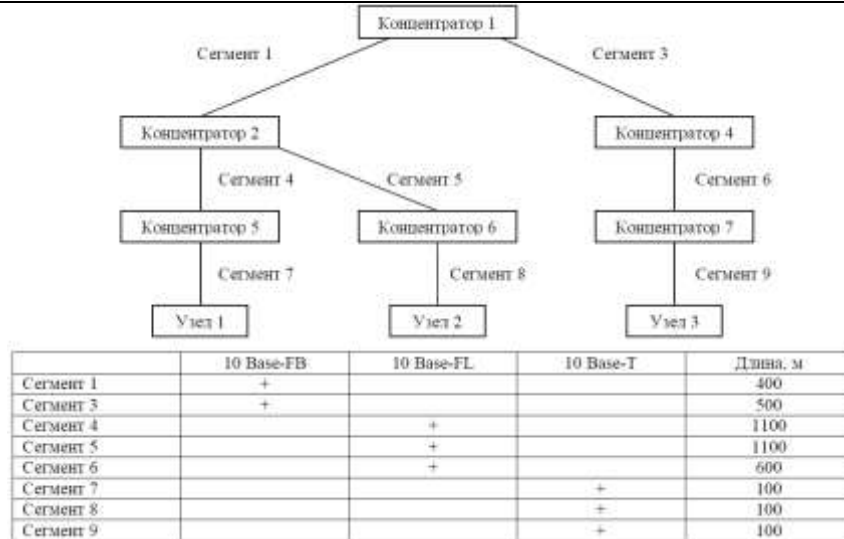 Концентратор 1
Сегмент 1 Сегмент 3
Концентратор 2 Концентратор 4
Сегмент 4 Сегмент 5 Сегмент 6
Концентратор 5 Концентратор 6 Концентратор 7
Сегмент 7 Сегмент 8 Сегмент 9
Узел 1 Узел 2 Узел 3
10 Base-FB 10 Base-FL 10 Base-T Длина, м
Сегмент 1 + 400
Сегмент 3 + 500
Сегмент 4 + 1100
Сегмент 5 + 1100
Сегмент 6 + 600
Сегмент 7 + 100
Сегмент 8 + 100
Сегмент 9 + 100